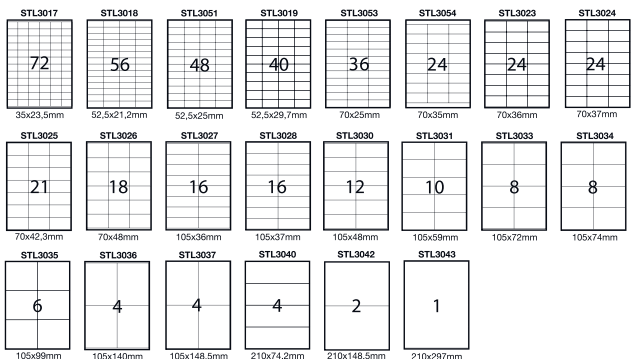 STL3017 STL3018 STL3051 STL3019 STL3053 STL3054 STL3023 STL3024
72 56 48 40 36 24 24 24
35x23,5mm 52,5x21,2mm 52,5x25mm 52,5x29,7mm 70x25mm 70x35mm 70x36mm 70x37mm
STL3025 STL3026 STL3027 STL3028 STL3030 STL3031 STL3033 STL3034
21 18 16 16 12 10 8 8
70x42,3mm 70x48mm 105x36mm 105x37mm 105x48mm 105x59mm 105x72mm 105x74mm
STL3035 STL3036 STL3037 STL3040 STL3042 STL3043
6 4 4 4 2 1
105x99mm 105x140mm 105x148,5mm 210x74,2mm 210x148,5mm 210x297mm